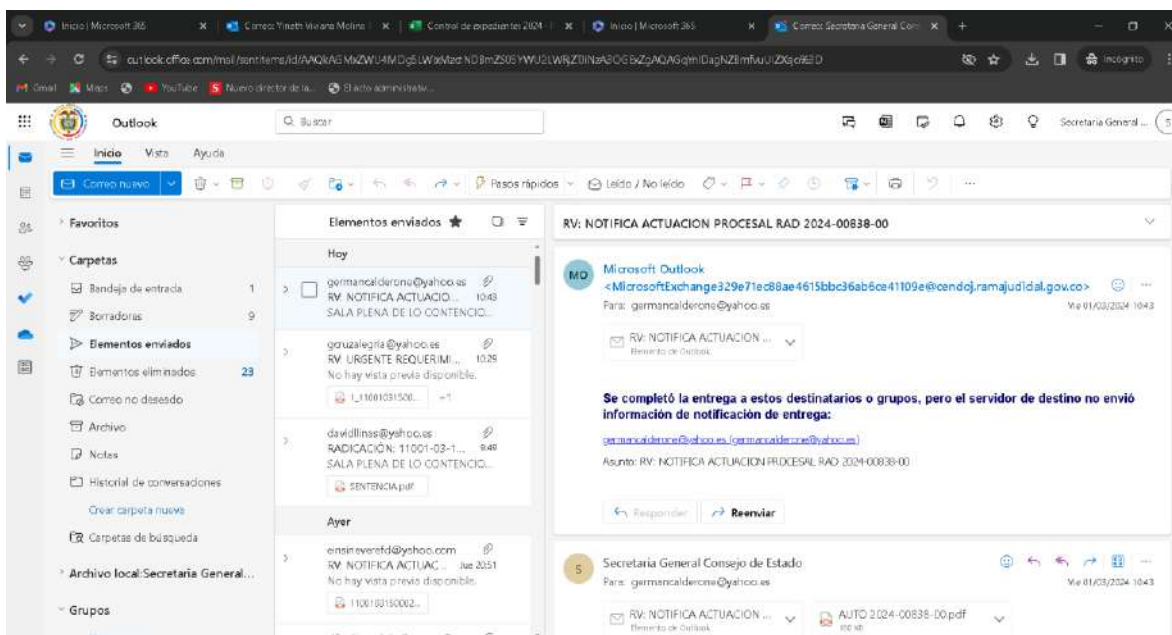 Inicio | Microsoft 365
Correo: Yineth Viviana Molina
Control de expedientes 2024 -
Inicio | Microsoft 365
Correo: Secretaria General Con
Incógnito
Gmail
Maps
YouTube
Nuevo director de la...
El acto administrativ...
Outlook
Buscar
Secretaria General ...
Inicio
Vista
Ayuda
Correo nuevo
Pasos rápidos
Leído / No leído
Favoritos
Carpetas
Bandeja de entrada 1
Borradores 9
Elementos enviados
Elementos eliminados 23
Correo no deseado
Archivo
Notas
Historial de conversaciones
Crear carpeta nueva
Carpetas de búsqueda
Archivo local:Secretaria General...
Grupos
Elementos enviados
Hoy
germancalderone@yahoo.es
RV: NOTIFICA ACTUACIO... 10:43
SALA PLENA DE LO CONTENCIO...
gcruzalegria@yahoo.es
RV: URGENTE REQUERIMI... 10:29
No hay vista previa disponible.
1_11001031500... +1
davidllinas@yahoo.es
RADICACIÓN: 11001-03-1... 9:49
SALA PLENA DE LO CONTENCIO...
SENTENCIA.pdf
Ayer
ensineverefd@yahoo.com
RV: NOTIFICA ACTUAC... Jue 20:51
No hay vista previa disponible.
1100103150002...
RV: NOTIFICA ACTUACION PROCESAL RAD 2024-00838-00
MO
Microsoft Outlook
<MicrosoftExchange329e71ec88ae4615bbc36ab6ce41109e@cendoj.ramajudicial.gov.co>
Para: germancalderone@yahoo.es
Vie 01/03/2024 10:43
RV: NOTIFICA ACTUACION ...
Elemento de Outlook
Se completó la entrega a estos destinatarios o grupos, pero el servidor de destino no envió
información de notificación de entrega:
germancalderone@yahoo.es (germancalderone@yahoo.es)
Asunto: RV: NOTIFICA ACTUACION PROCESAL RAD 2024-00838-00
Responder
Reenviar
S
Secretaria General Consejo de Estado
Para: germancalderone@yahoo.es
Vie 01/03/2024 10:43
RV: NOTIFICA ACTUACION ...
Elemento de Outlook
AUTO 2024-00838-00.pdf